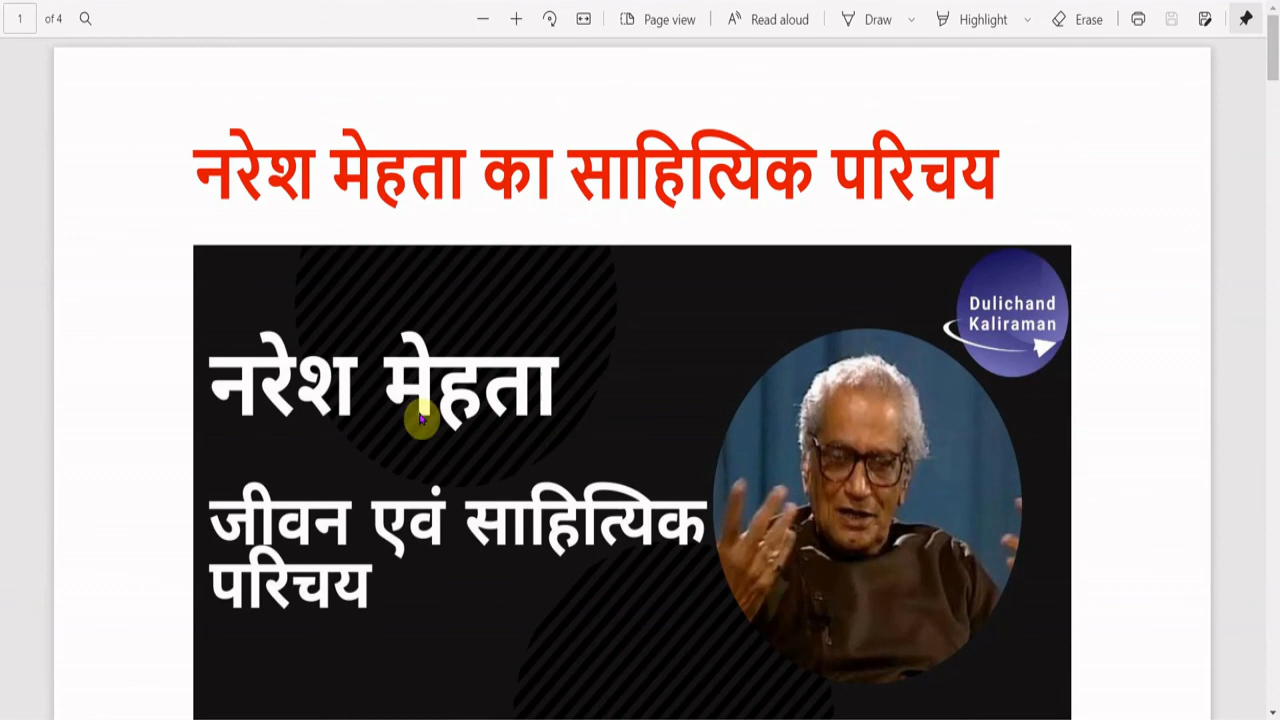 1 of 4 Page view Read aloud Draw Highlight Erase
नरेश मेहता का साहित्यिक परिचय
Dulichand
Kaliraman
नरेश मेहता
जीवन एवं साहित्यिक
परिचय